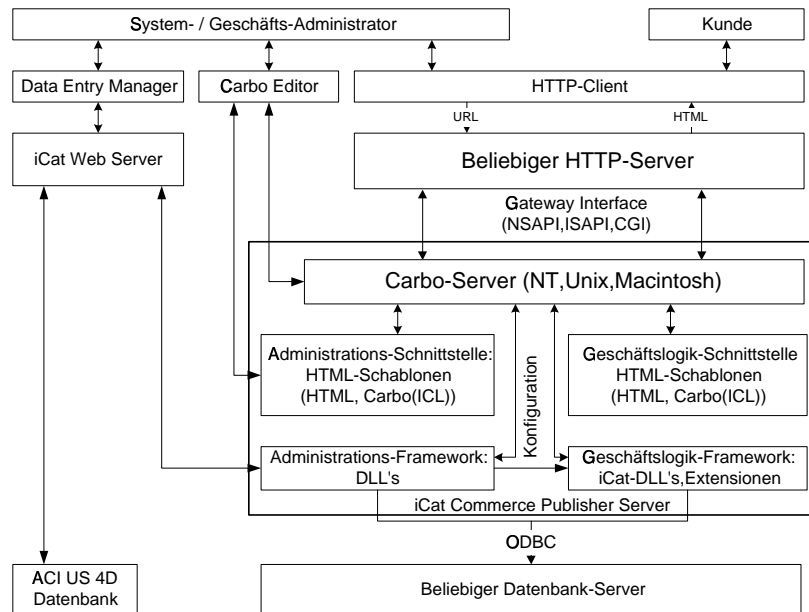 System- / Geschäfts-Administrator
Kunde
Data Entry Manager
Carbo Editor
HTTP-Client
URL
HTML
iCat Web Server
Beliebiger HTTP-Server
Gateway Interface
(NSAPI,ISAPI,CGI)
Carbo-Server (NT,Unix,Macintosh)
Administrations-Schnittstelle:
HTML-Schablonen
(HTML, Carbo(ICL))
Konfiguration
Geschäftslogik-Schnittstelle
HTML-Schablonen
(HTML, Carbo(ICL))
Administrations-Framework:
DLL's
Geschäftslogik-Framework:
iCat-DLL's,Extensionen
iCat Commerce Publisher Server
ODBC
ACI US 4D
Datenbank
Beliebiger Datenbank-Server